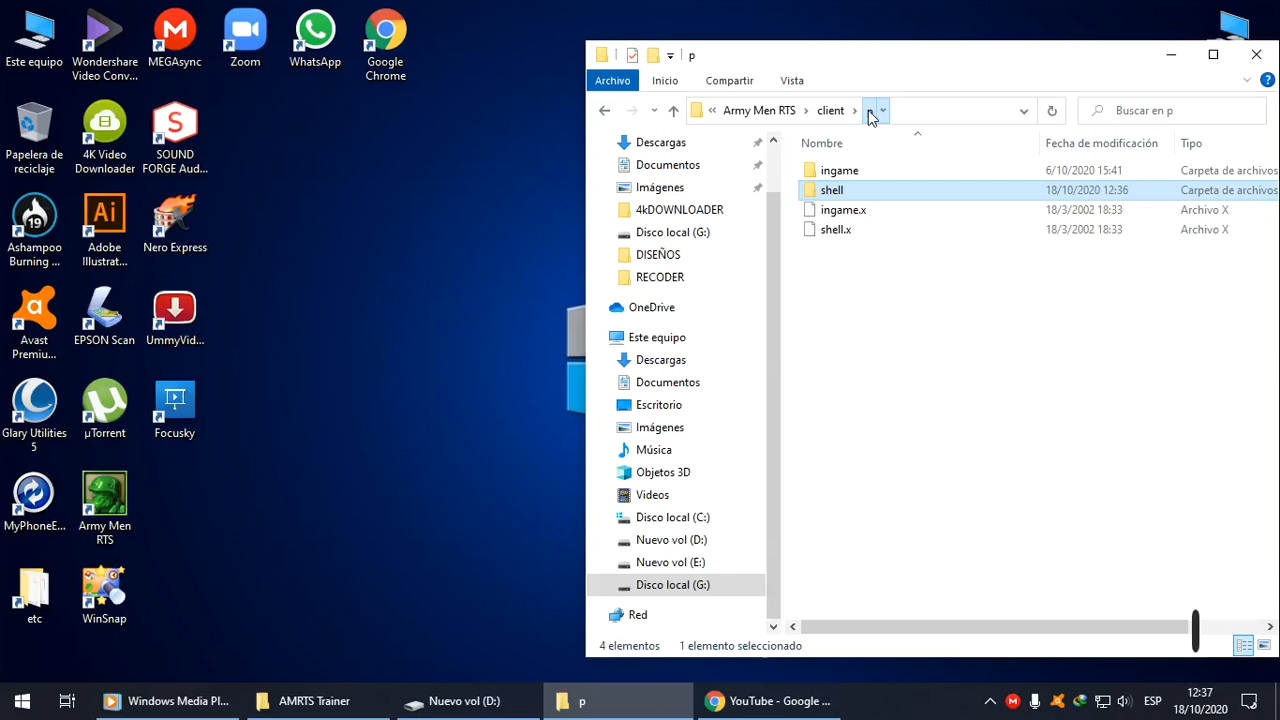 Este equipo
Wondershare
Video Conv...
MEGAsync
Zoom
WhatsApp
Google
Chrome
Papelera de
reciclaje
4K Video
Downloader
SOUND
FORGE Aud...
19
Ashampoo
Burning ...
Ai
Adobe
Illustrat...
Nero Express
Avast
Premiu...
EPSON Scan
UmmyVid...
Glary Utilities
5
µTorrent
Focusky
MyPhoneE...
Army Men
RTS
etc
WinSnap
p
Archivo
Inicio
Compartir
Vista
« Army Men RTS > client >
Buscar en p
Nombre
Fecha de modificación
Tipo
ingame
6/10/2020 15:41
Carpeta de archivos
shell
18/10/2020 12:36
Carpeta de archivos
ingame.x
18/3/2002 18:33
Archivo X
shell.x
18/3/2002 18:33
Archivo X
Descargas
Documentos
Imágenes
4kDOWNLOADER
Disco local (G:)
DISEÑOS
RECODER
OneDrive
Este equipo
Descargas
Documentos
Escritorio
Imágenes
Música
Objetos 3D
Videos
Disco local (C:)
Nuevo vol (D:)
Nuevo vol (E:)
Disco local (G:)
Red
4 elementos
1 elemento seleccionado
Windows Media Pl...
AMRTS Trainer
Nuevo vol (D:)
p
YouTube - Google ...
ESP
12:37
18/10/2020